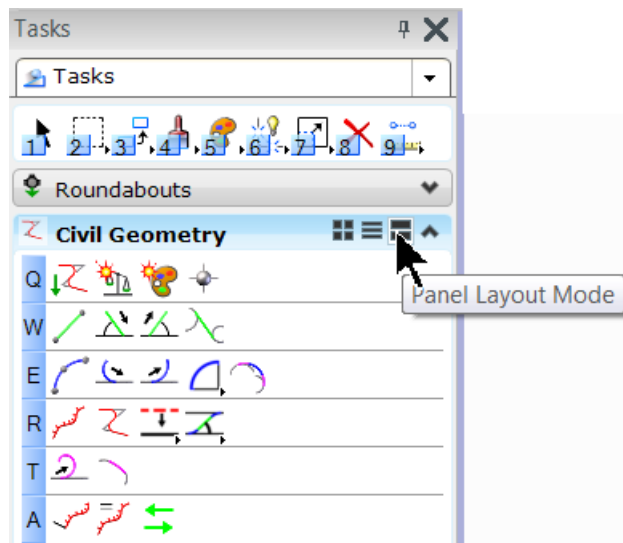 Tasks
Tasks
1 2 3 4 5 6 7 8 9
Roundabouts
Civil Geometry
Q
Panel Layout Mode
W
E
R
T
A